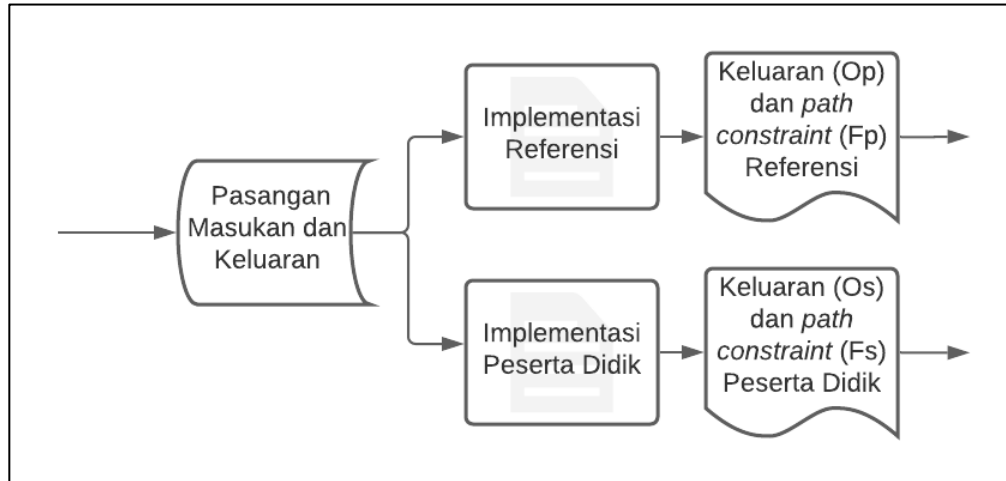 Pasangan
Masukan dan
Keluaran
Implementasi
Referensi
Keluaran (Op)
dan path
constraint (Fp)
Referensi
Implementasi
Peserta Didik
Keluaran (Os)
dan path
constraint (Fs)
Peserta Didik